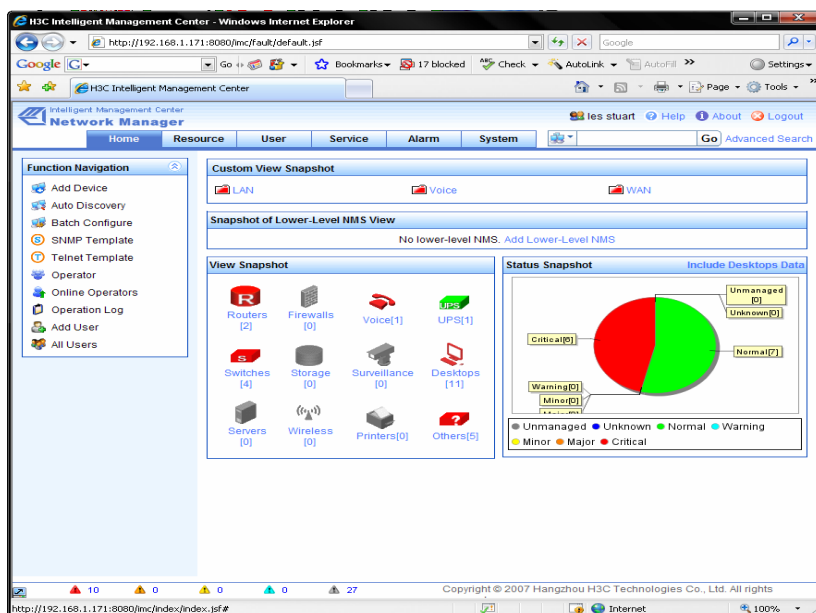 H3C Intelligent Management Center - Windows Internet Explorer
http://192.168.1.171:8080/imc/fault/default.jsf
Google
Google G Go Bookmarks 17 blocked ABC Check AutoLink AutoFill Settings
H3C Intelligent Management Center
Page Tools
Intelligent Management Center
Network Manager
les stuart Help About Logout
Home Resource User Service Alarm System Go Advanced Search
Function Navigation
Add Device
Auto Discovery
Batch Configure
SNMP Template
Telnet Template
Operator
Online Operators
Operation Log
Add User
All Users
Custom View Snapshot
LAN Voice WAN
Snapshot of Lower-Level NMS View
No lower-level NMS. Add Lower-Level NMS
View Snapshot
R
Routers
[2]
Firewalls
[0]
Voice[1]
UPS
UPS[1]
S
Switches
[4]
Storage
[0]
Surveillance
[0]
Desktops
[11]
Servers
[0]
Wireless
[0]
Printers[0]
?
Others[5]
Status Snapshot Include Desktops Data
Unmanaged
[0]
Unknown[0]
Critical[6]
Normal[7]
Warning[0]
Minor[0]
Major[0]
Unmanaged Unknown Normal Warning
Minor Major Critical
10 0 0 0 27 Copyright © 2007 Hangzhou H3C Technologies Co., Ltd. All rights
http://192.168.1.171:8080/imc/index/index.jsf# Internet 100%